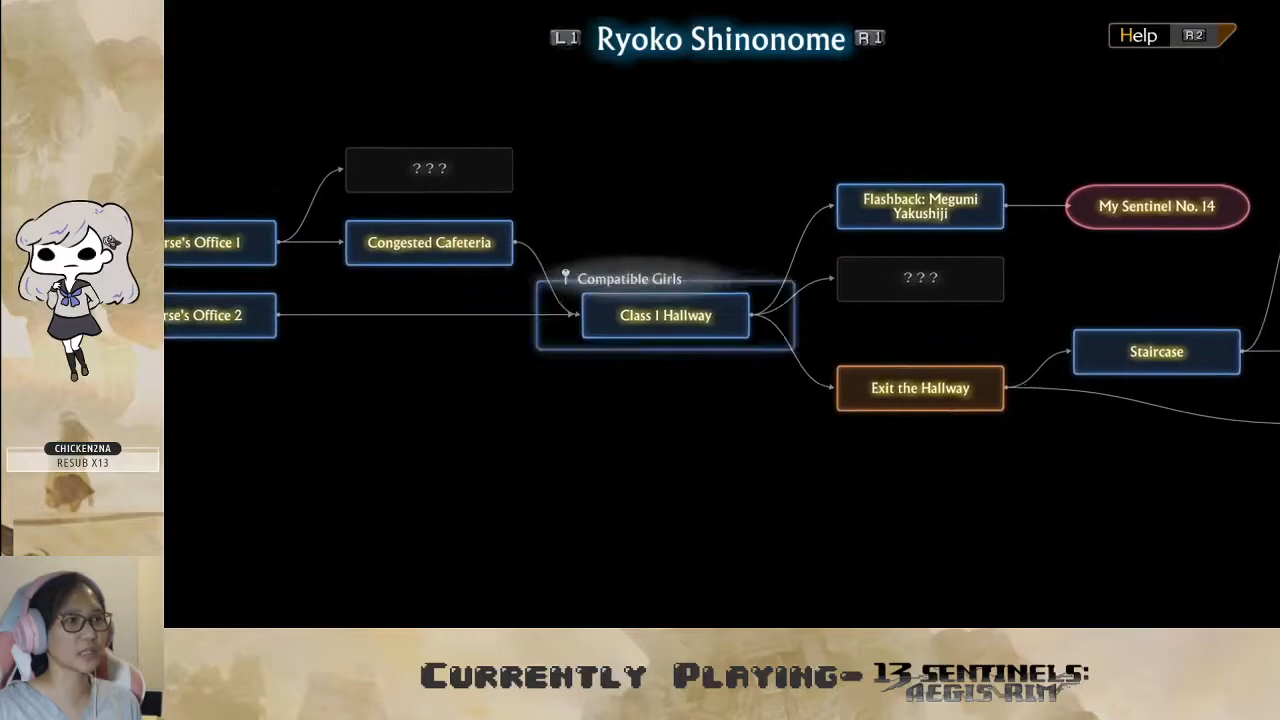 L1 Ryoko Shinonome R1
Help R2
???
Flashback: Megumi
Yakushiji
My Sentinel No. 14
rse's Office 1
Congested Cafeteria
Compatible Girls
???
rse's Office 2
Class 1 Hallway
Staircase
Exit the Hallway
CHICKEN2NA
RESUB X13
CURRENTLY PLAYING- 13 SENTINELS:
AEGIS RIM